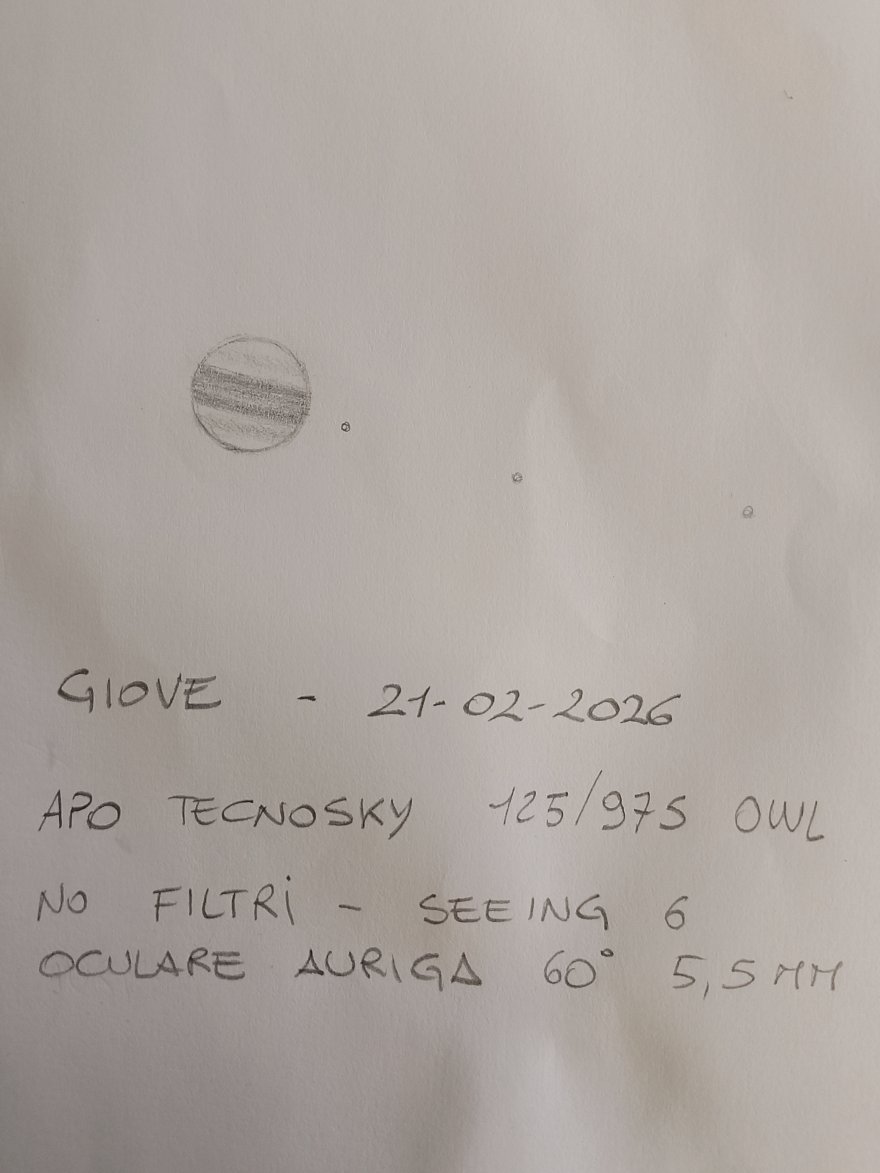 GIOVE - 21-02-2026
APO TECNOSKY 125/975 OWL
NO FILTRI - SEEING 6
OCULARE AURIGA 60° 5,5 MM